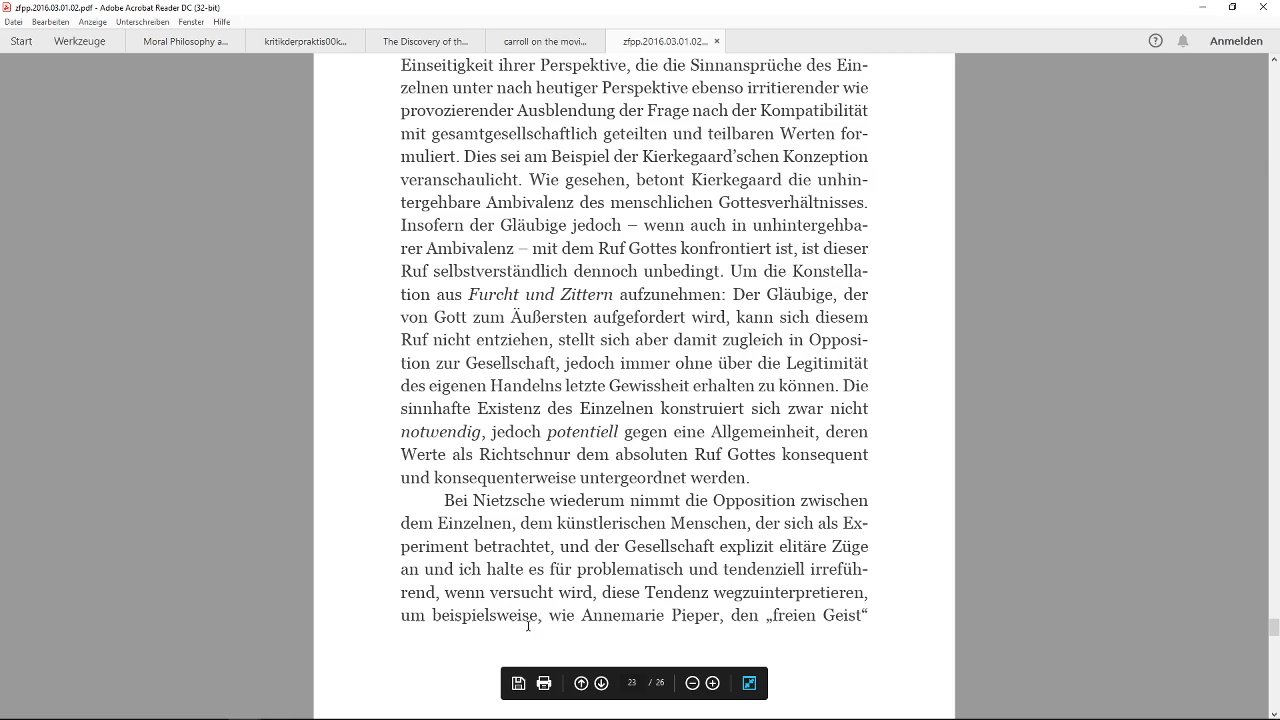 zfpp.2016.03.01.02.pdf - Adobe Acrobat Reader DC (32-bit)
Datei Bearbeiten Anzeige Unterschreiben Fenster Hilfe
Start Werkzeuge Moral Philosophy a... kritikderpraktis00k... The Discovery of th... carroll on the movi... zfpp.2016.03.01.02... × Anmelden
Einseitigkeit ihrer Perspektive, die die Sinnansprüche des Ein-
zelnen unter nach heutiger Perspektive ebenso irritierender wie
provozierender Ausblendung der Frage nach der Kompatibilität
mit gesamtgesellschaftlich geteilten und teilbaren Werten for-
muliert. Dies sei am Beispiel der Kierkegaard’schen Konzeption
veranschaulicht. Wie gesehen, betont Kierkegaard die unhin-
tergehbare Ambivalenz des menschlichen Gottesverhältnisses.
Insofern der Gläubige jedoch – wenn auch in unhintergehba-
rer Ambivalenz – mit dem Ruf Gottes konfrontiert ist, ist dieser
Ruf selbstverständlich dennoch unbedingt. Um die Konstella-
tion aus Furcht und Zittern aufzunehmen: Der Gläubige, der
von Gott zum Äußersten aufgefordert wird, kann sich diesem
Ruf nicht entziehen, stellt sich aber damit zugleich in Opposi-
tion zur Gesellschaft, jedoch immer ohne über die Legitimität
des eigenen Handelns letzte Gewissheit erhalten zu können. Die
sinnhafte Existenz des Einzelnen konstruiert sich zwar nicht
notwendig, jedoch potentiell gegen eine Allgemeinheit, deren
Werte als Richtschnur dem absoluten Ruf Gottes konsequent
und konsequenterweise untergeordnet werden.
Bei Nietzsche wiederum nimmt die Opposition zwischen
dem Einzelnen, dem künstlerischen Menschen, der sich als Ex-
periment betrachtet, und der Gesellschaft explizit elitäre Züge
an und ich halte es für problematisch und tendenziell irrefüh-
rend, wenn versucht wird, diese Tendenz wegzuinterpretieren,
um beispielsweise, wie Annemarie Pieper, den „freien Geist“
23 / 26